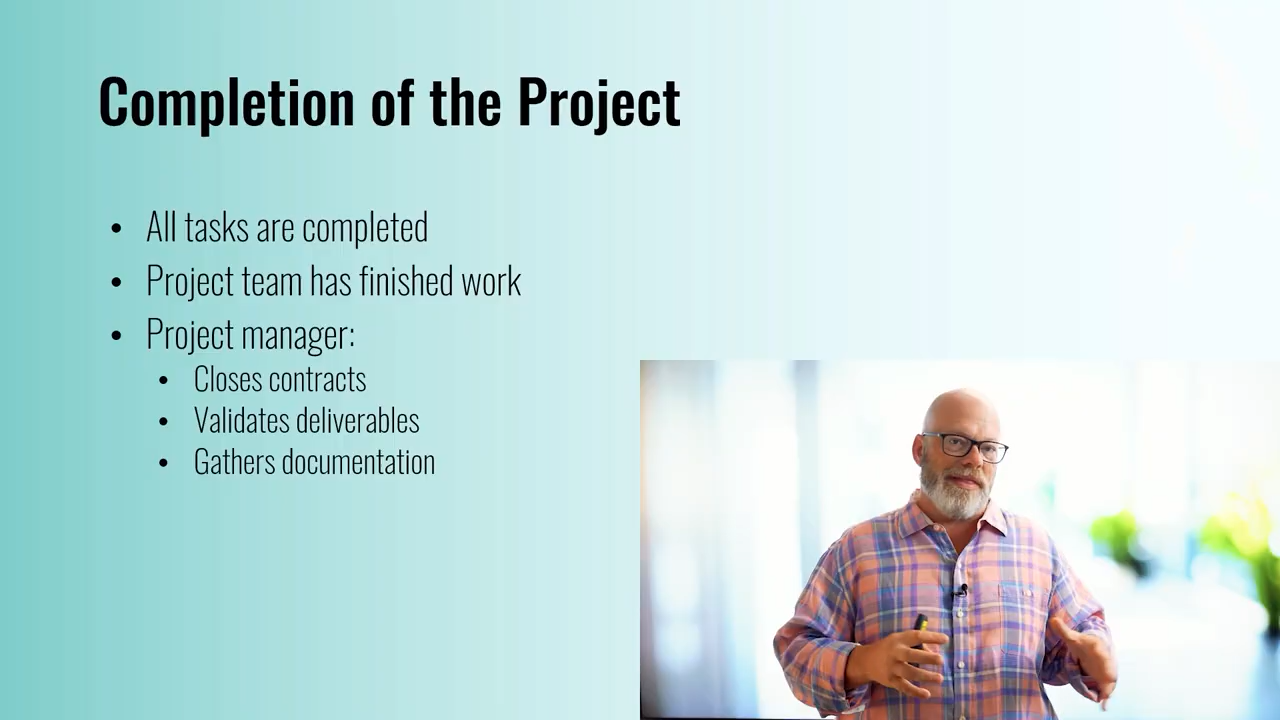 Completion of the Project
• All tasks are completed
• Project team has finished work
• Project manager:
• Closes contracts
• Validates deliverables
• Gathers documentation